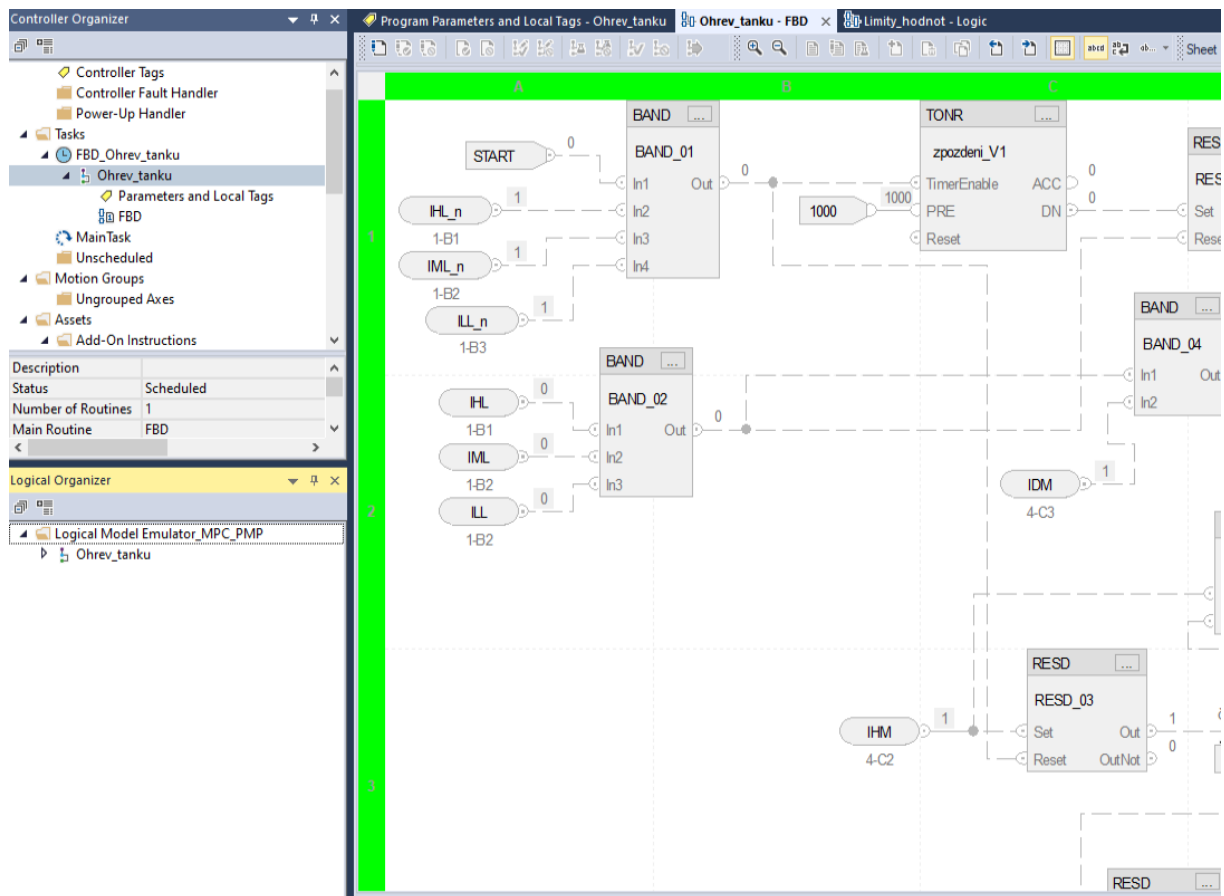 Controller Organizer
Controller Tags
Controller Fault Handler
Power-Up Handler
Tasks
FBD_Ohrev_tanku
Ohrev_tanku
Parameters and Local Tags
FBD
MainTask
Unscheduled
Motion Groups
Ungrouped Axes
Assets
Add-On Instructions
Description
Status Scheduled
Number of Routines 1
Main Routine FBD
Logical Organizer
Logical Model Emulator_MPC_PMP
Ohrev_tanku
Program Parameters and Local Tags - Ohrev_tanku
Ohrev_tanku - FBD
Limity_hodnot - Logic
abcd
ab...
Sheet
A B C
1
2
3
BAND ...
BAND_01
START 0
In1 Out 0
IHL_n 1
In2
1-B1
IML_n 1
In3
1-B2
ILL_n 1
In4
1-B3
TONR ...
zpozdeni_V1
TimerEnable ACC 0
1000 1000
PRE DN 0
Reset
RES
RES
Set
Rese
BAND ...
BAND_02
IHL 0
1-B1
In1 Out 0
IML 0
1-B2
In2
ILL 0
1-B2
In3
BAND ...
BAND_04
In1 Out
In2
IDM 1
4-C3
IHM 1
4-C2
RESD ...
RESD_03
Set Out 1
Reset OutNot 0
RESD ...